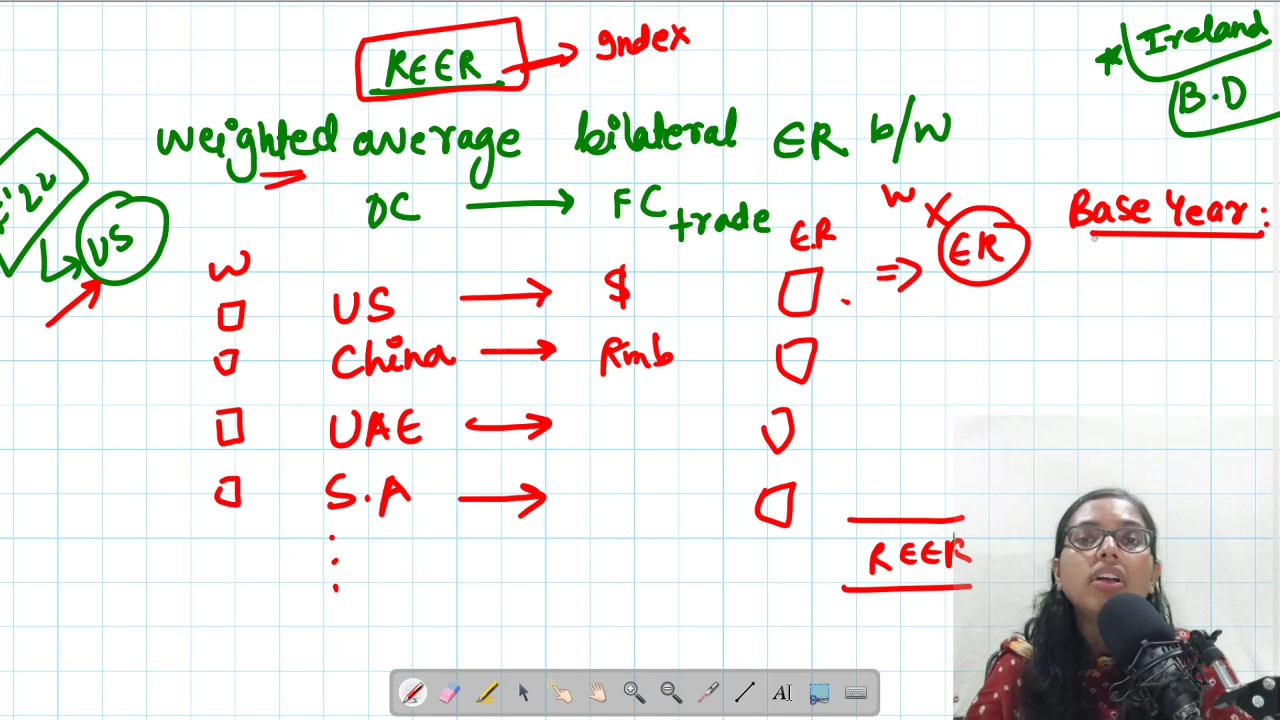 REER → Index
* Ireland
B.D
weighted average bilateral ER b/w
DC → FC
trade
US
W
E.R
W X ER
Base Year:
US → $
China → Rmb
UAE →
S.A →
REER
AI